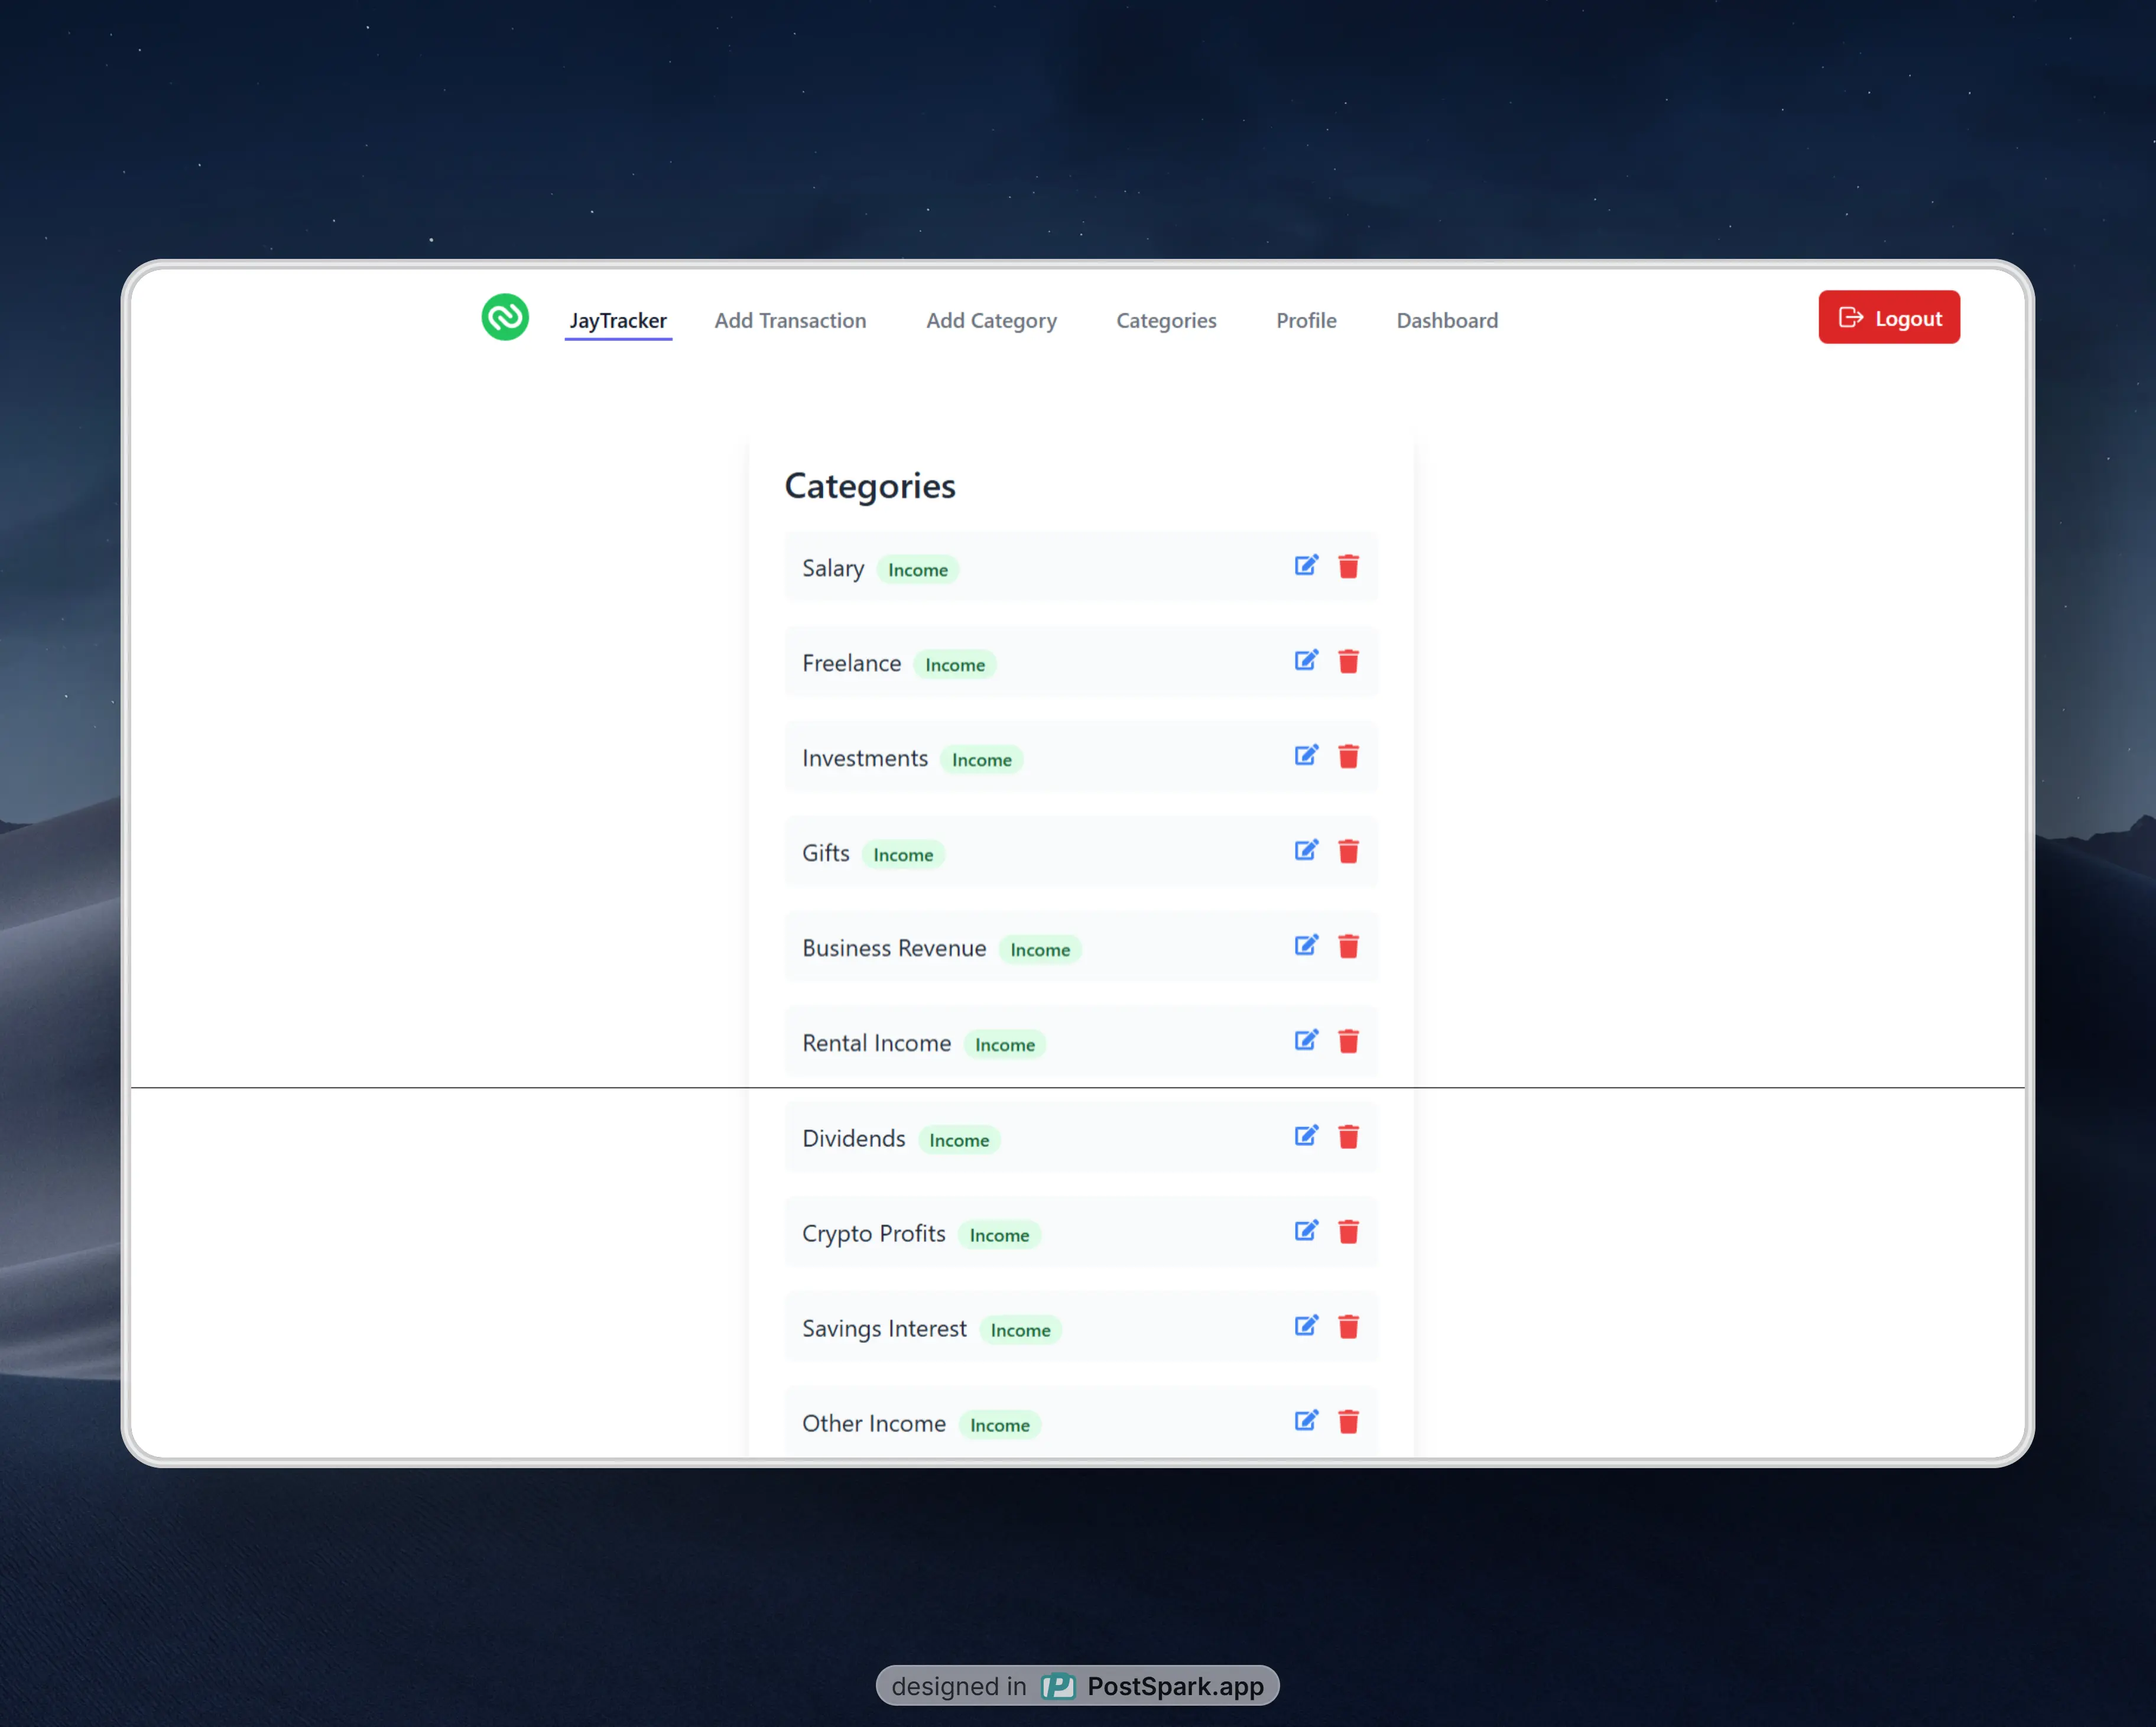 JayTracker Add Transaction Add Category Categories Profile Dashboard Logout
Categories
Salary Income
Freelance Income
Investments Income
Gifts Income
Business Revenue Income
Rental Income Income
Dividends Income
Crypto Profits Income
Savings Interest Income
Other Income Income
designed in PostSpark.app